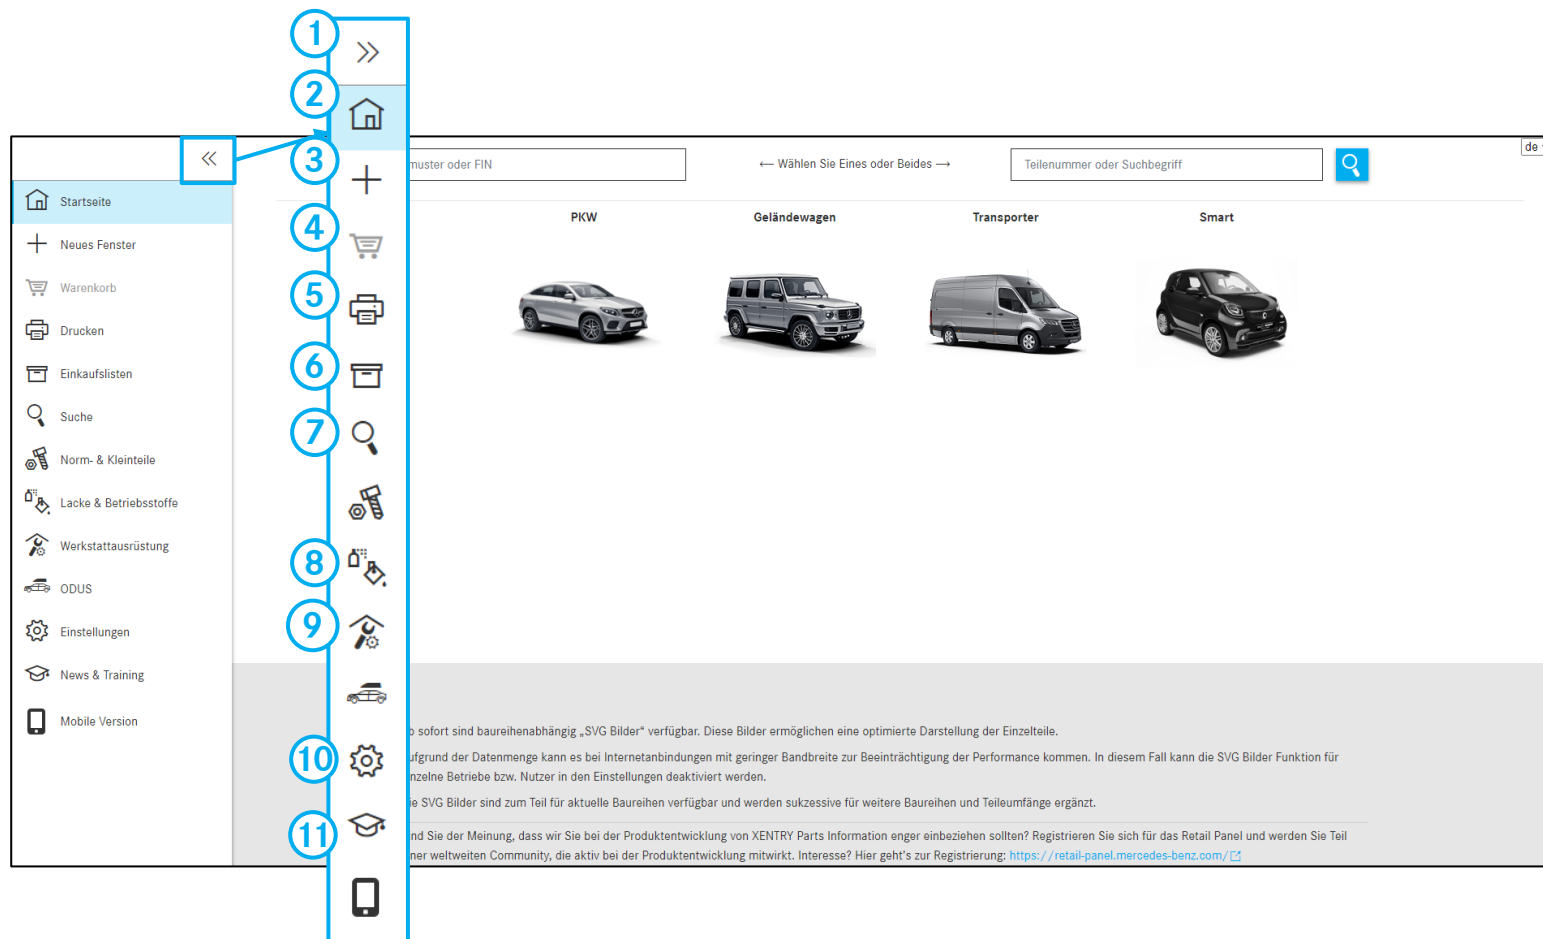 1
2
3
4
5
6
7
8
9
10
11
Startseite
Neues Fenster
Warenkorb
Drucken
Einkaufslisten
Suche
Norm- & Kleinteile
Lacke & Betriebsstoffe
Werkstattausrüstung
ODUS
Einstellungen
News & Training
Mobile Version
muster oder FIN
← Wählen Sie Eines oder Beides →
Teilenummer oder Suchbegriff
de
PKW
Geländewagen
Transporter
Smart
sofort sind baureihenabhängig „SVG Bilder“ verfügbar. Diese Bilder ermöglichen eine optimierte Darstellung der Einzelteile.
ufgrund der Datenmenge kann es bei Internetanbindungen mit geringer Bandbreite zur Beeinträchtigung der Performance kommen. In diesem Fall kann die SVG Bilder Funktion für
nzelne Betriebe bzw. Nutzer in den Einstellungen deaktiviert werden.
ie SVG Bilder sind zum Teil für aktuelle Baureihen verfügbar und werden sukzessive für weitere Baureihen und Teileumfänge ergänzt.
nd Sie der Meinung, dass wir Sie bei der Produktentwicklung von XENTRY Parts Information enger einbeziehen sollten? Registrieren Sie sich für das Retail Panel und werden Sie Teil
ner weltweiten Community, die aktiv bei der Produktentwicklung mitwirkt. Interesse? Hier geht's zur Registrierung: https://retail-panel.mercedes-benz.com/